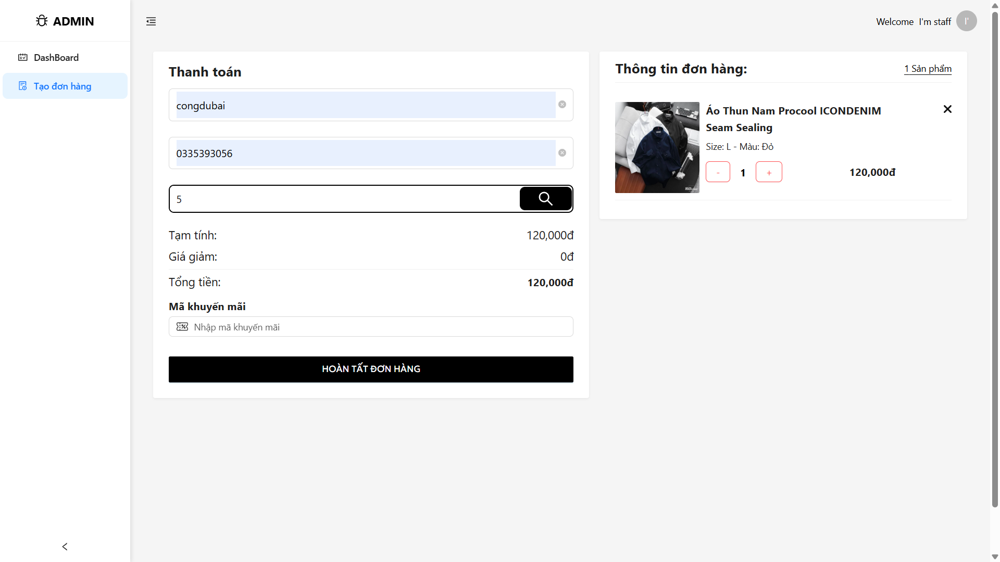 ADMIN
Welcome I'm staff
I'
DashBoard
Tạo đơn hàng
Thanh toán
congdubai
0335393056
5
Tạm tính: 120,000đ
Giá giảm: 0đ
Tổng tiền: 120,000đ
Mã khuyến mãi
Nhập mã khuyến mãi
HOÀN TẤT ĐƠN HÀNG
Thông tin đơn hàng: 1 Sản phẩm
Áo Thun Nam Procool ICONDENIM
Seam Sealing
Size: L - Màu: Đỏ
- 1 + 120,000đ